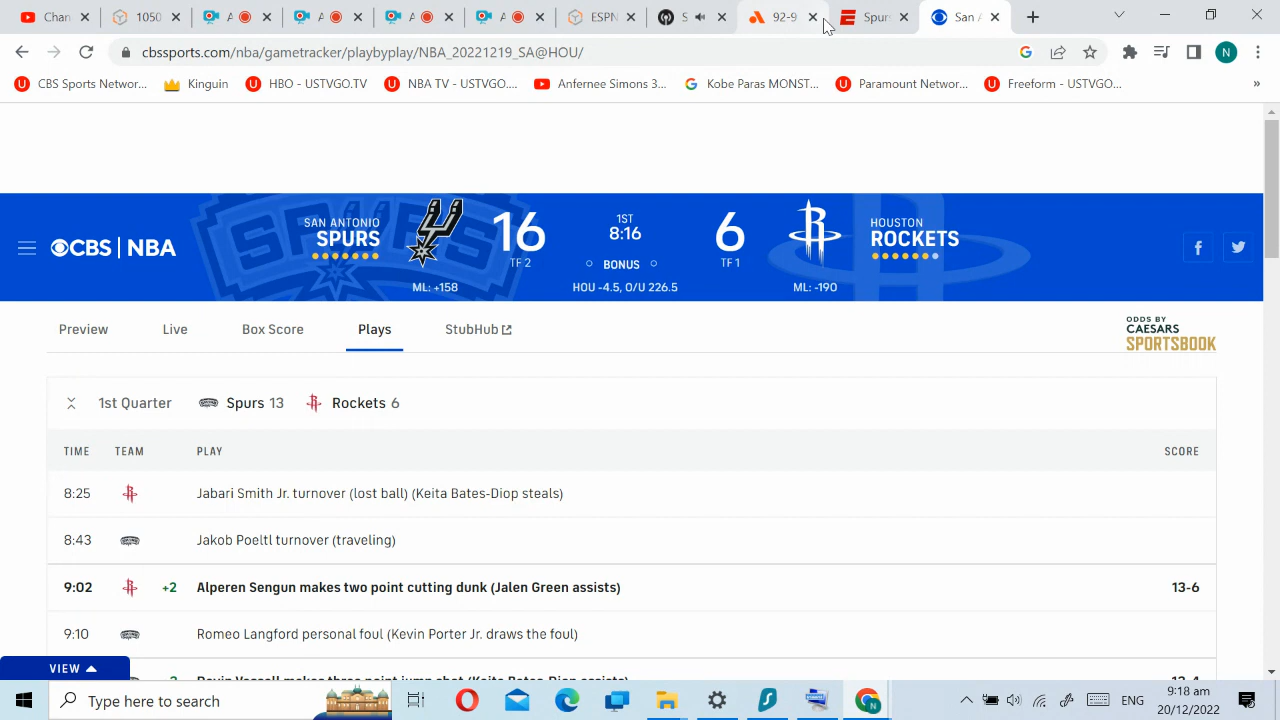 Chan
1060
A
A
A
A
ESPN
S
92-9
Spurs
San A
cbssports.com/nba/gametracker/playbyplay/NBA_20221219_SA@HOU/
N
CBS Sports Networ...
Kinguin
HBO - USTVGO.TV
NBA TV - USTVGO....
Anfernee Simons 3...
Kobe Paras MONST...
Paramount Networ...
Freeform - USTVGO...
»
CBS NBA
SAN ANTONIO
SPURS
SPURS
16
TF 2
1ST
8:16
BONUS
6
TF 1
HOUSTON
ROCKETS
ML: +158
HOU -4.5, O/U 226.5
ML: -190
Preview
Live
Box Score
Plays
StubHub
ODDS BY
CAESARS
SPORTSBOOK
1st Quarter Spurs 13 Rockets 6
TIME TEAM PLAY SCORE
8:25 Jabari Smith Jr. turnover (lost ball) (Keita Bates-Diop steals)
8:43 Jakob Poeltl turnover (traveling)
9:02 +2 Alperen Sengun makes two point cutting dunk (Jalen Green assists) 13-6
9:10 Romeo Langford personal foul (Kevin Porter Jr. draws the foul)
VIEW
Type here to search
ENG
9:18 am
20/12/2022